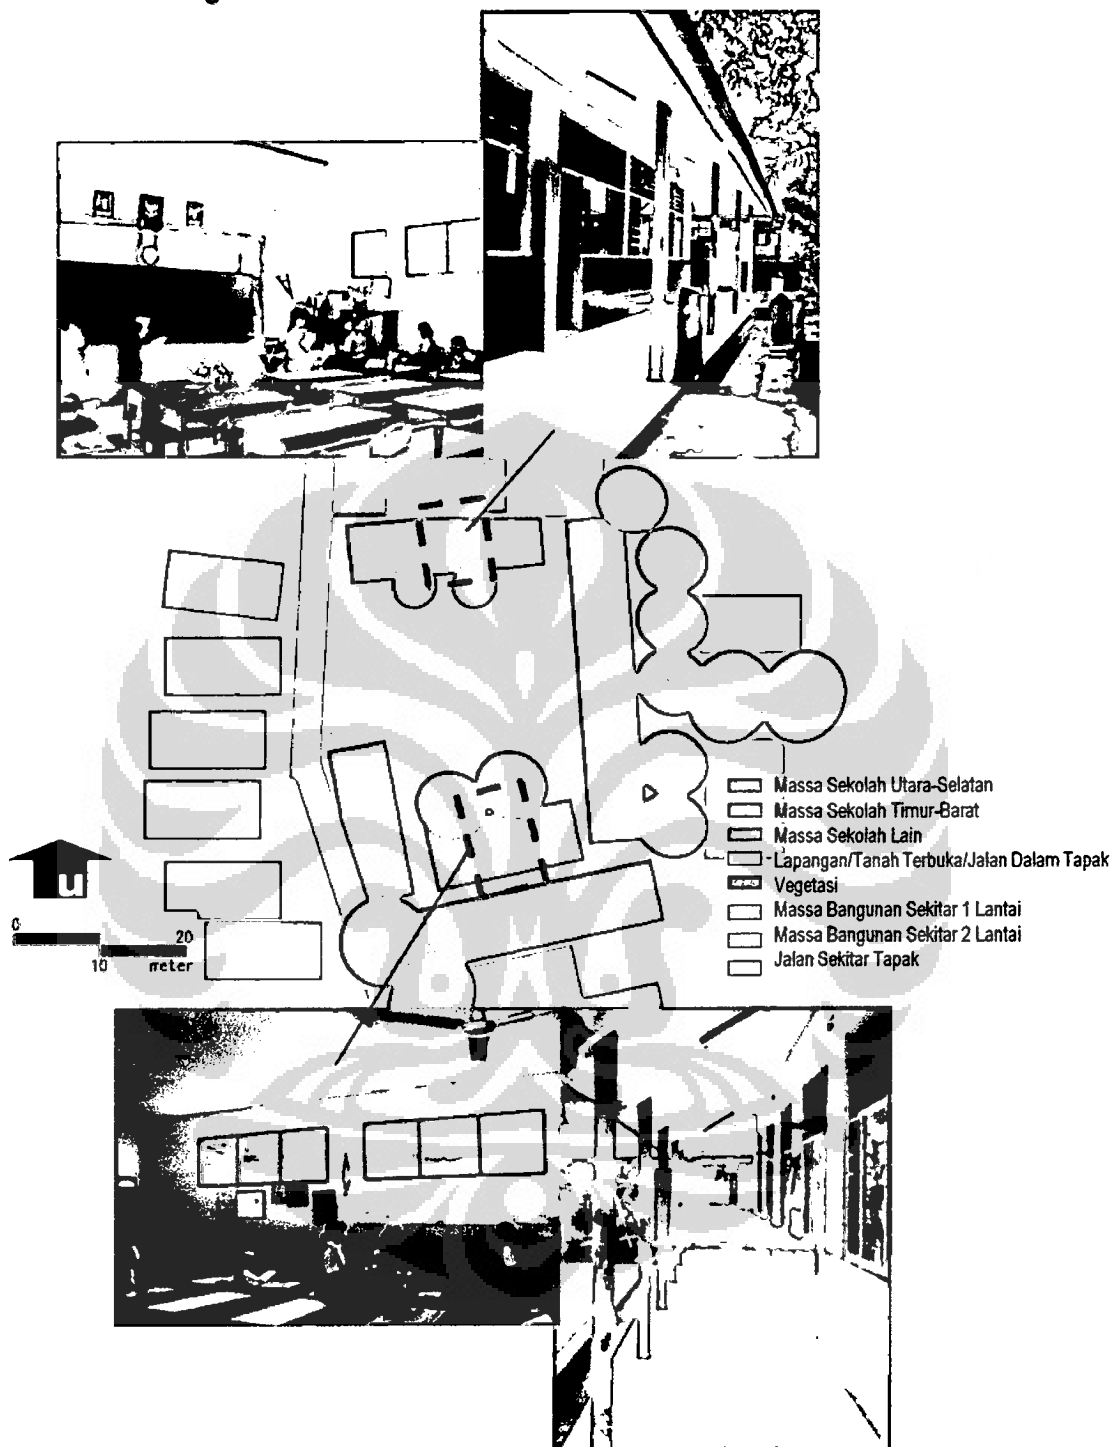 Massa Sekolah Utara-Selatan
Massa Sekolah Timur-Barat
Massa Sekolah Lain
Lapangan/Tanah Terbuka/Jalan Dalam Tapak
Vegetasi
Massa Bangunan Sekitar 1 Lantai
Massa Bangunan Sekitar 2 Lantai
Jalan Sekitar Tapak
u
0
20
10 meter